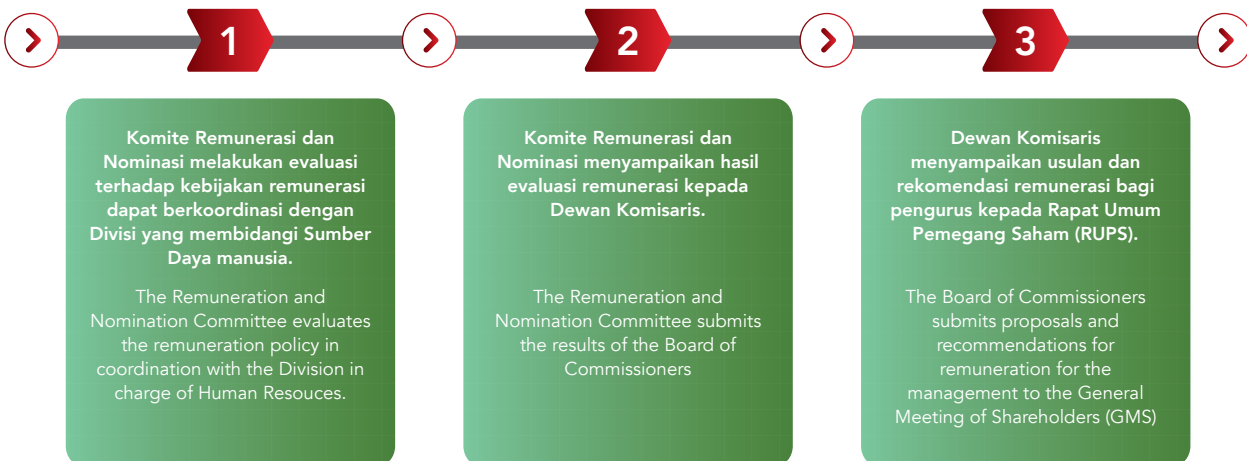 1
Komite Remunerasi dan
Nominasi melakukan evaluasi
terhadap kebijakan remunerasi
dapat berkoordinasi dengan
Divisi yang membidangi Sumber
Daya manusia.
The Remuneration and
Nomination Committee evaluates
the remuneration policy in
coordination with the Division in
charge of Human Resouces.
2
Komite Remunerasi dan
Nominasi menyampaikan hasil
evaluasi remunerasi kepada
Dewan Komisaris.
The Remuneration and
Nomination Committee submits
the results of the Board of
Commissioners
3
Dewan Komisaris
menyampaikan usulan dan
rekomendasi remunerasi bagi
pengurus kepada Rapat Umum
Pemegang Saham (RUPS).
The Board of Commissioners
submits proposals and
recommendations for
remuneration for the
management to the General
Meeting of Shareholders (GMS)